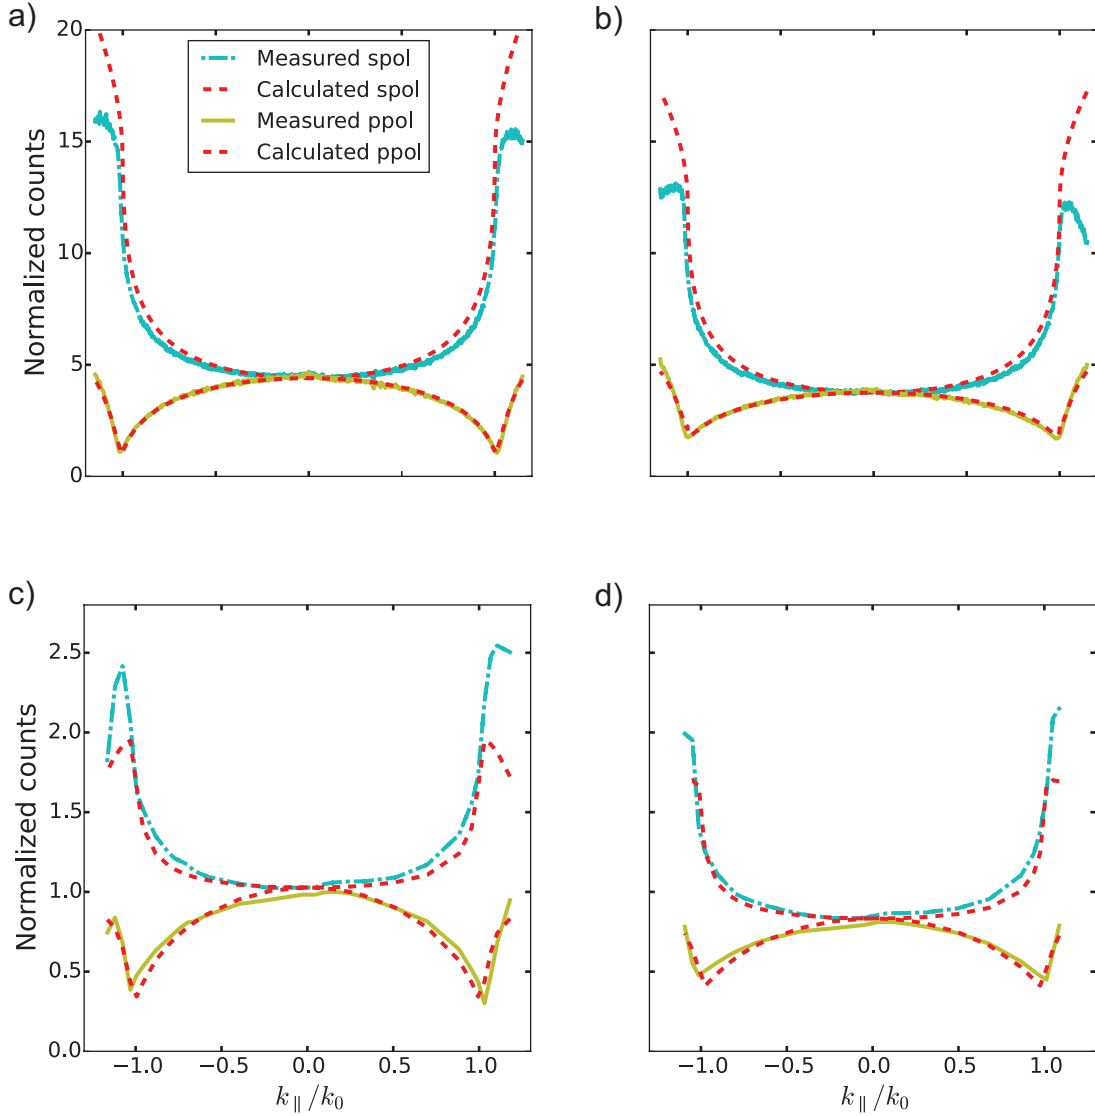 a)
b)
20
15
10
5
0
Normalized counts
Measured spol
Calculated spol
Measured ppol
Calculated ppol
c)
d)
2.5
2.0
1.5
1.0
0.5
0.0
Normalized counts
−1.0 −0.5 0.0 0.5 1.0
−1.0 −0.5 0.0 0.5 1.0
k∥/k0
k∥/k0